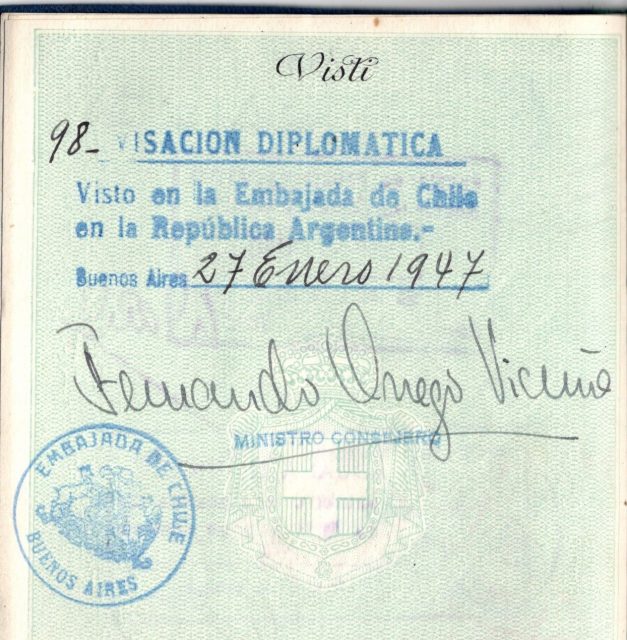 Visti
98- VISACION DIPLOMATICA
Visto en la Embajada de Chile
en la República Argentina.-
Buenos Aires 27 Enero 1947
Fernando Orrego Vicuña
MINISTRO CONSEJERO
EMBAJADA DE CHILE
BUENOS AIRES